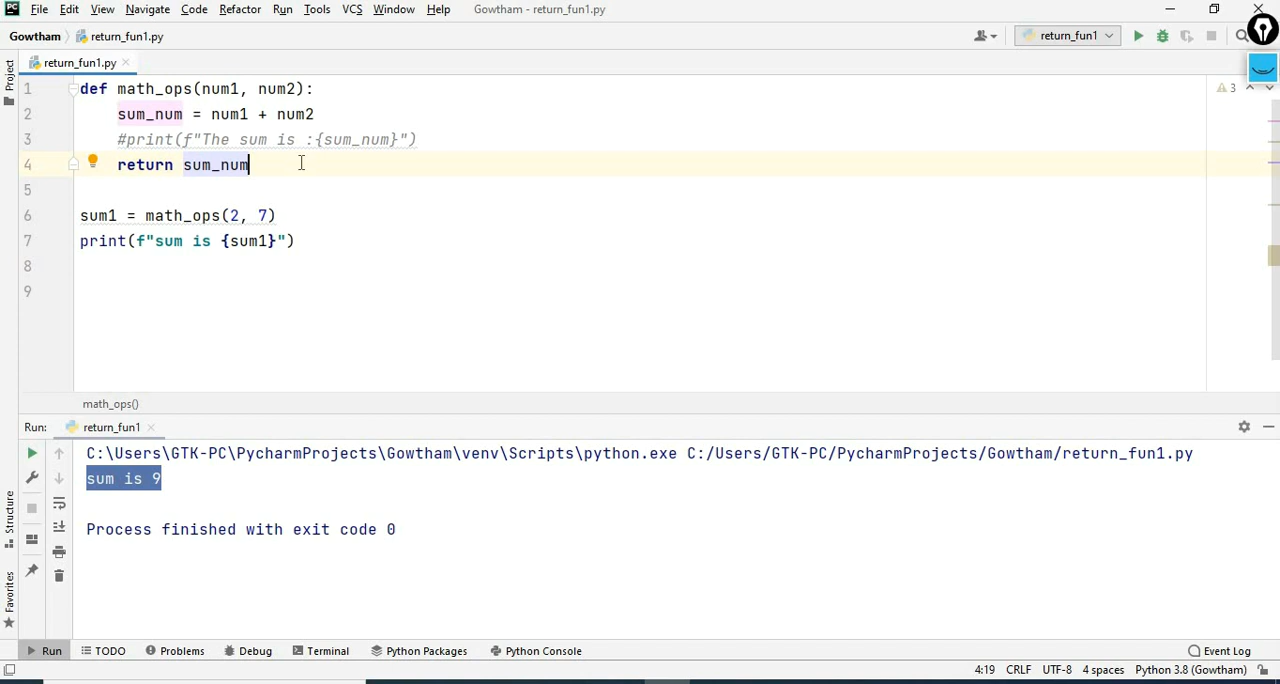 PC File Edit View Navigate Code Refactor Run Tools VCS Window Help Gowtham - return_fun1.py
Gowtham return_fun1.py return_fun1
Project
return_fun1.py
1 def math_ops(num1, num2): 3
2 sum_num = num1 + num2
3 #print(f"The sum is :{sum_num}")
4 return sum_num
5
6 sum1 = math_ops(2, 7)
7 print(f"sum is {sum1}")
8
9
math_ops()
Run: return_fun1
C:\Users\GTK-PC\PycharmProjects\Gowtham\venv\Scripts\python.exe C:/Users/GTK-PC/PycharmProjects/Gowtham/return_fun1.py
sum is 9
Process finished with exit code 0
Structure
Favorites
Run TODO Problems Debug Terminal Python Packages Python Console Event Log
4:19 CRLF UTF-8 4 spaces Python 3.8 (Gowtham)